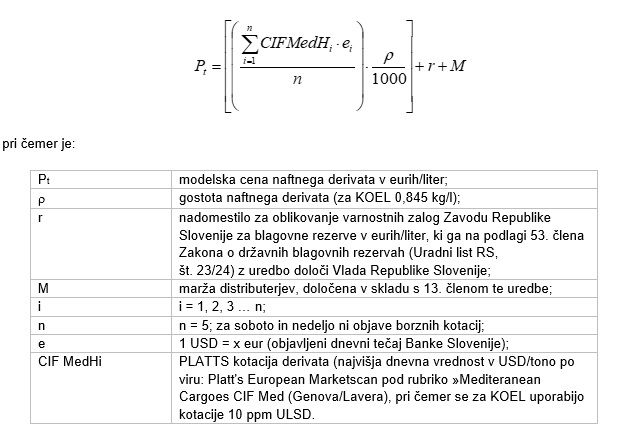 P_t = [ ( \frac{\sum_{i=1}^{n} CIFMedH_i \cdot e_i}{n} ) \cdot \frac{\rho}{1000} ] + r + M
pri čemer je:
Pt modelska cena naftnega derivata v eurih/liter;
ρ gostota naftnega derivata (za KOEL 0,845 kg/l);
r nadomestilo za oblikovanje varnostnih zalog Zavodu Republike
Slovenije za blagovne rezerve v eurih/liter, ki ga na podlagi 53. člena
Zakona o državnih blagovnih rezervah (Uradni list RS,
št. 23/24) z uredbo določi Vlada Republike Slovenije;
M marža distributerjev, določena v skladu s 13. členom te uredbe;
i i = 1, 2, 3 … n;
n n = 5; za soboto in nedeljo ni objave borznih kotacij;
e 1 USD = x eur (objavljeni dnevni tečaj Banke Slovenije);
CIF MedHi PLATTS kotacija derivata (najvišja dnevna vrednost v USD/tono po
viru: Platt's European Marketscan pod rubriko »Mediteranean
Cargoes CIF Med (Genova/Lavera), pri čemer se za KOEL uporabijo
kotacije 10 ppm ULSD.